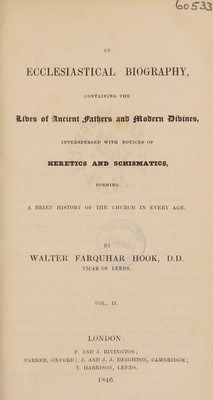 60533
AN
ECCLESIASTICAL BIOGRAPHY,
CONTAINING THE
Lives of Ancient Fathers and Modern Divines,
INTERSPERSED WITH NOTICES OF
HERETICS AND SCHISMATICS,
FORMING
A BRIEF HISTORY OF THE CHURCH IN EVERY AGE.
BY
WALTER FARQUHAR HOOK, D.D.
VICAR OF LEEDS.
VOL. II.
LONDON:
F. AND J. RIVINGTON;
PARKER, OXFORD; J. AND J. J. DEIGHTON, CAMBRIDGE;
T. HARRISON, LEEDS.
1846.